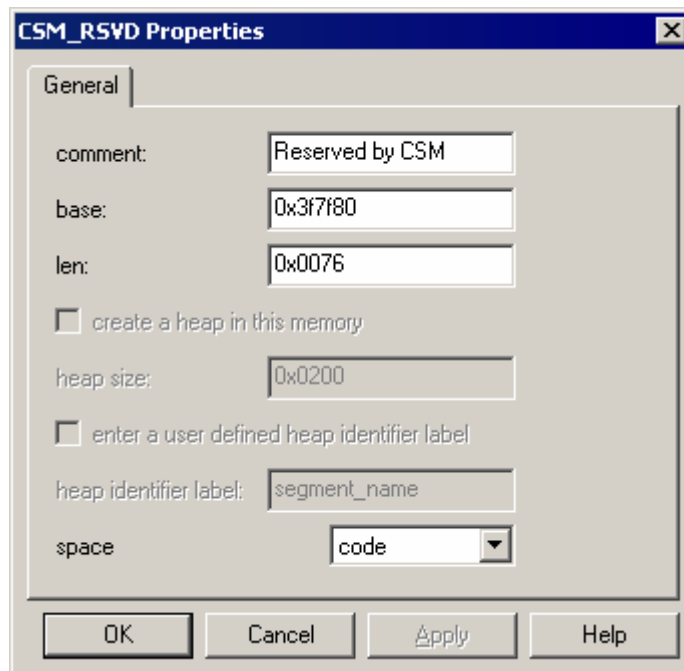 CSM_RSVD Properties
General
comment: Reserved by CSM
base: 0x3f7f80
len: 0x0076
create a heap in this memory
heap size: 0x0200
enter a user defined heap identifier label
heap identifier label: segment_name
space code
OK Cancel Apply Help